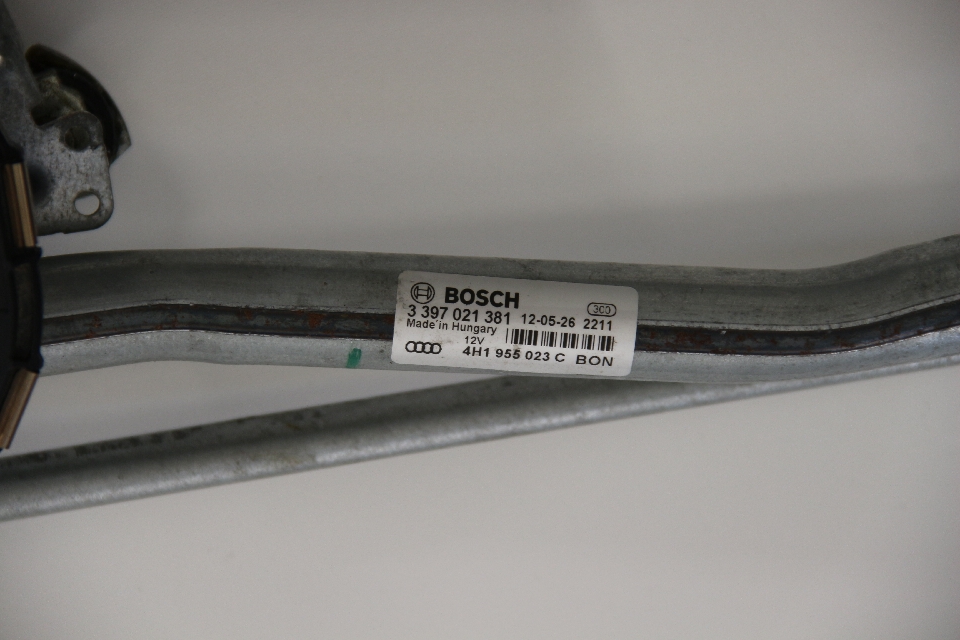 BOSCH
300
3 397 021 381 12-05-26 2211
Made in Hungary
12V
4H1 955 023 C BON